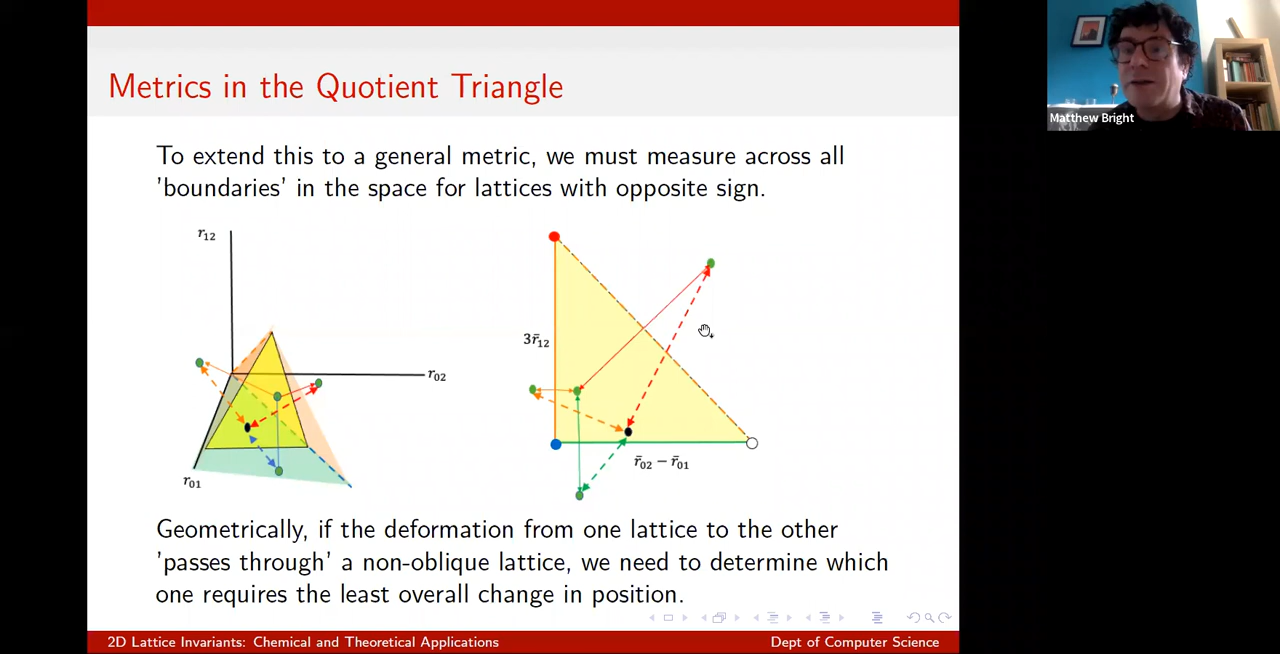 Metrics in the Quotient Triangle
Matthew Bright
To extend this to a general metric, we must measure across all
'boundaries' in the space for lattices with opposite sign.
r₁₂
r₀₂
r₀₁
3r̄₁₂
r̄₀₂ − r̄₀₁
Geometrically, if the deformation from one lattice to the other
'passes through' a non-oblique lattice, we need to determine which
one requires the least overall change in position.
2D Lattice Invariants: Chemical and Theoretical Applications
Dept of Computer Science